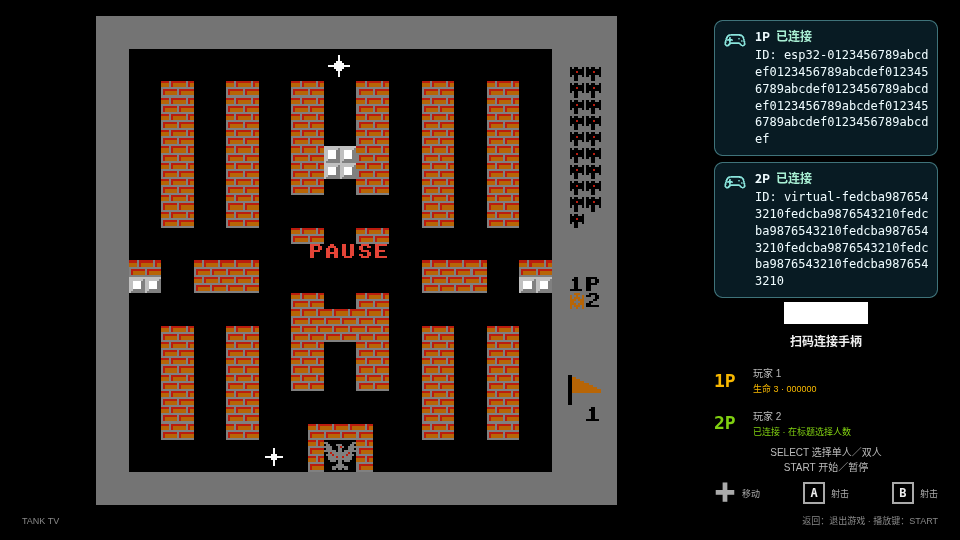 PAUSE
1P
2
1
1P 已连接
ID: esp32-0123456789abcd
ef0123456789abcdef012345
6789abcdef0123456789abcd
ef0123456789abcdef012345
6789abcdef0123456789abcd
ef
2P 已连接
ID: virtual-fedcba987654
3210fedcba9876543210fedc
ba9876543210fedcba987654
3210fedcba9876543210fedc
ba9876543210fedcba987654
3210
扫码连接手柄
1P 玩家 1
生命 3 · 000000
2P 玩家 2
已连接 · 在标题选择人数
SELECT 选择单人／双人
START 开始／暂停
移动 A 射击 B 射击
TANK TV
返回: 退出游戏 · 播放键: START